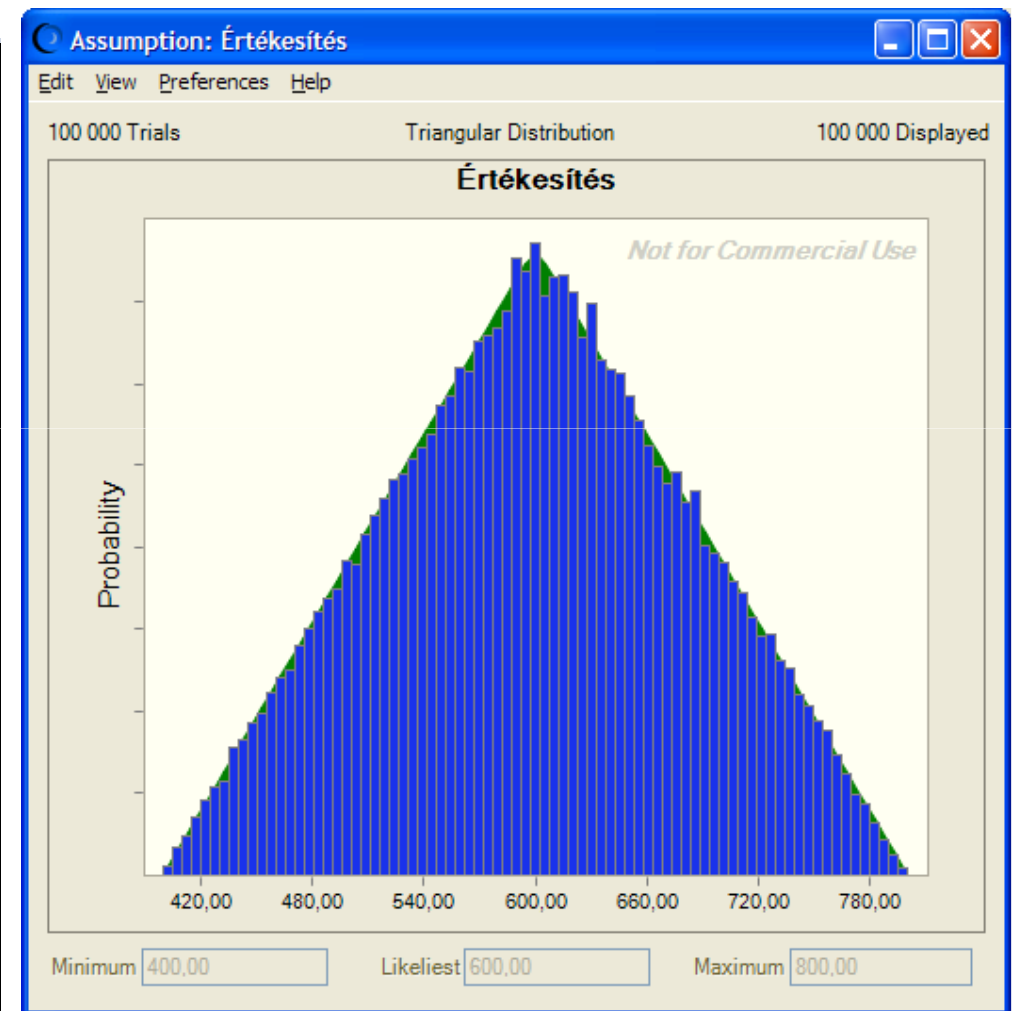 Assumption: Értékesítés
Edit View Preferences Help
100 000 Trials Triangular Distribution 100 000 Displayed
Értékesítés
Not for Commercial Use
Probability
420,00 480,00 540,00 600,00 660,00 720,00 780,00
Minimum 400,00 Likeliest 600,00 Maximum 800,00